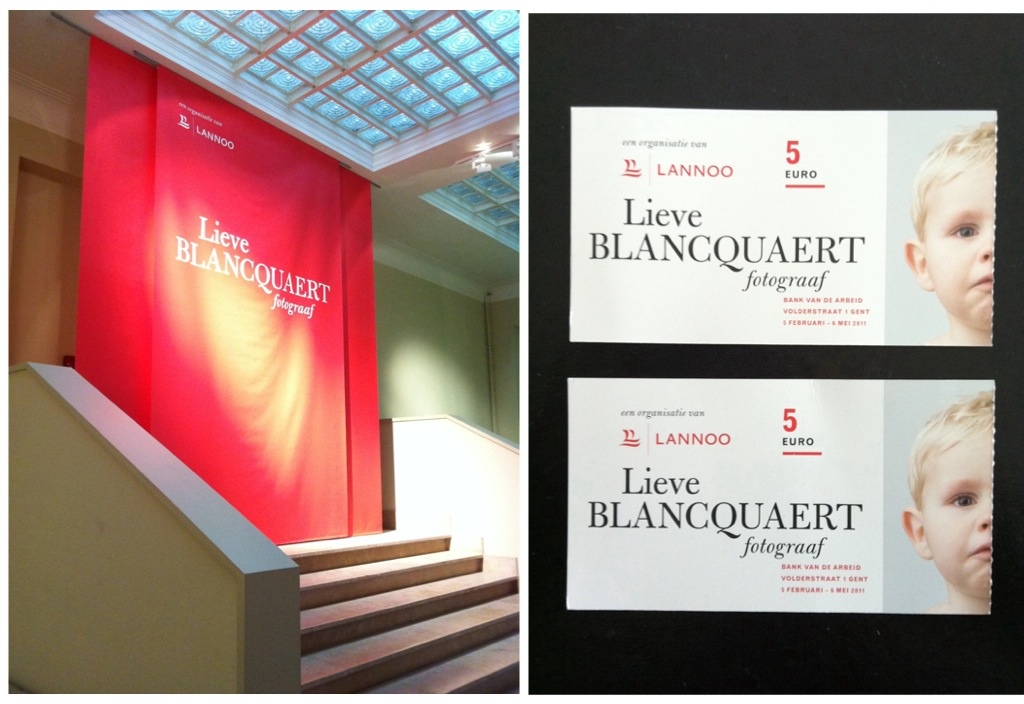 een organisatie van
LANNOO
Lieve
BLANCQUAERT
fotograaf
een organisatie van
LANNOO
5
EURO
Lieve
BLANCQUAERT
fotograaf
BANK VAN DE ARBEID
VOLDERSTRAAT 1 GENT
5 FEBRUARI – 6 MEI 2011
een organisatie van
LANNOO
5
EURO
Lieve
BLANCQUAERT
fotograaf
BANK VAN DE ARBEID
VOLDERSTRAAT 1 GENT
5 FEBRUARI – 6 MEI 2011